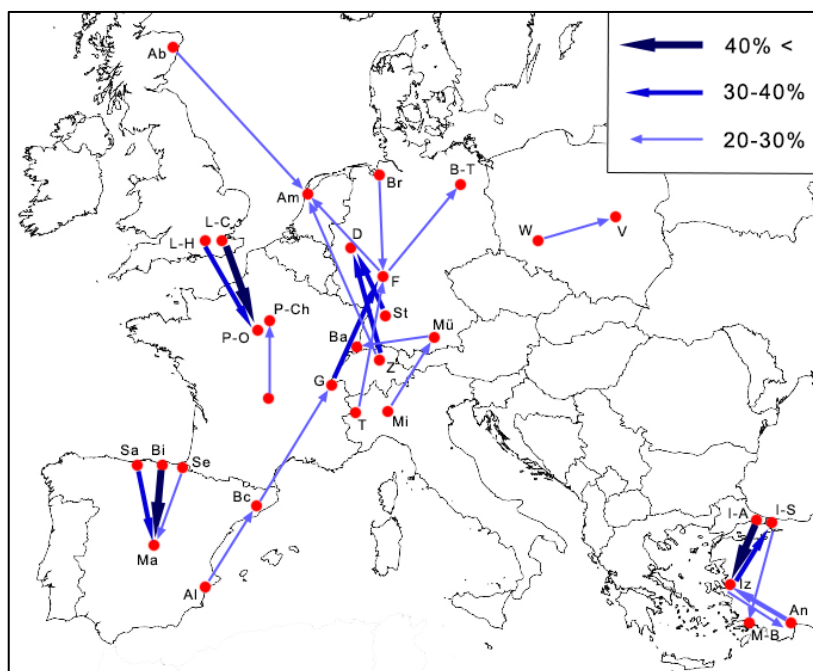 Ab
40% <
30-40%
20-30%
Br
B-T
Am
L-H
L-C
D
W
V
F
P-Ch
St
P-O
Ba
Mü
Z
G
T
Mi
Sa
Bi
Se
Bc
I-A
I-S
Ma
Al
Iz
An
M-B